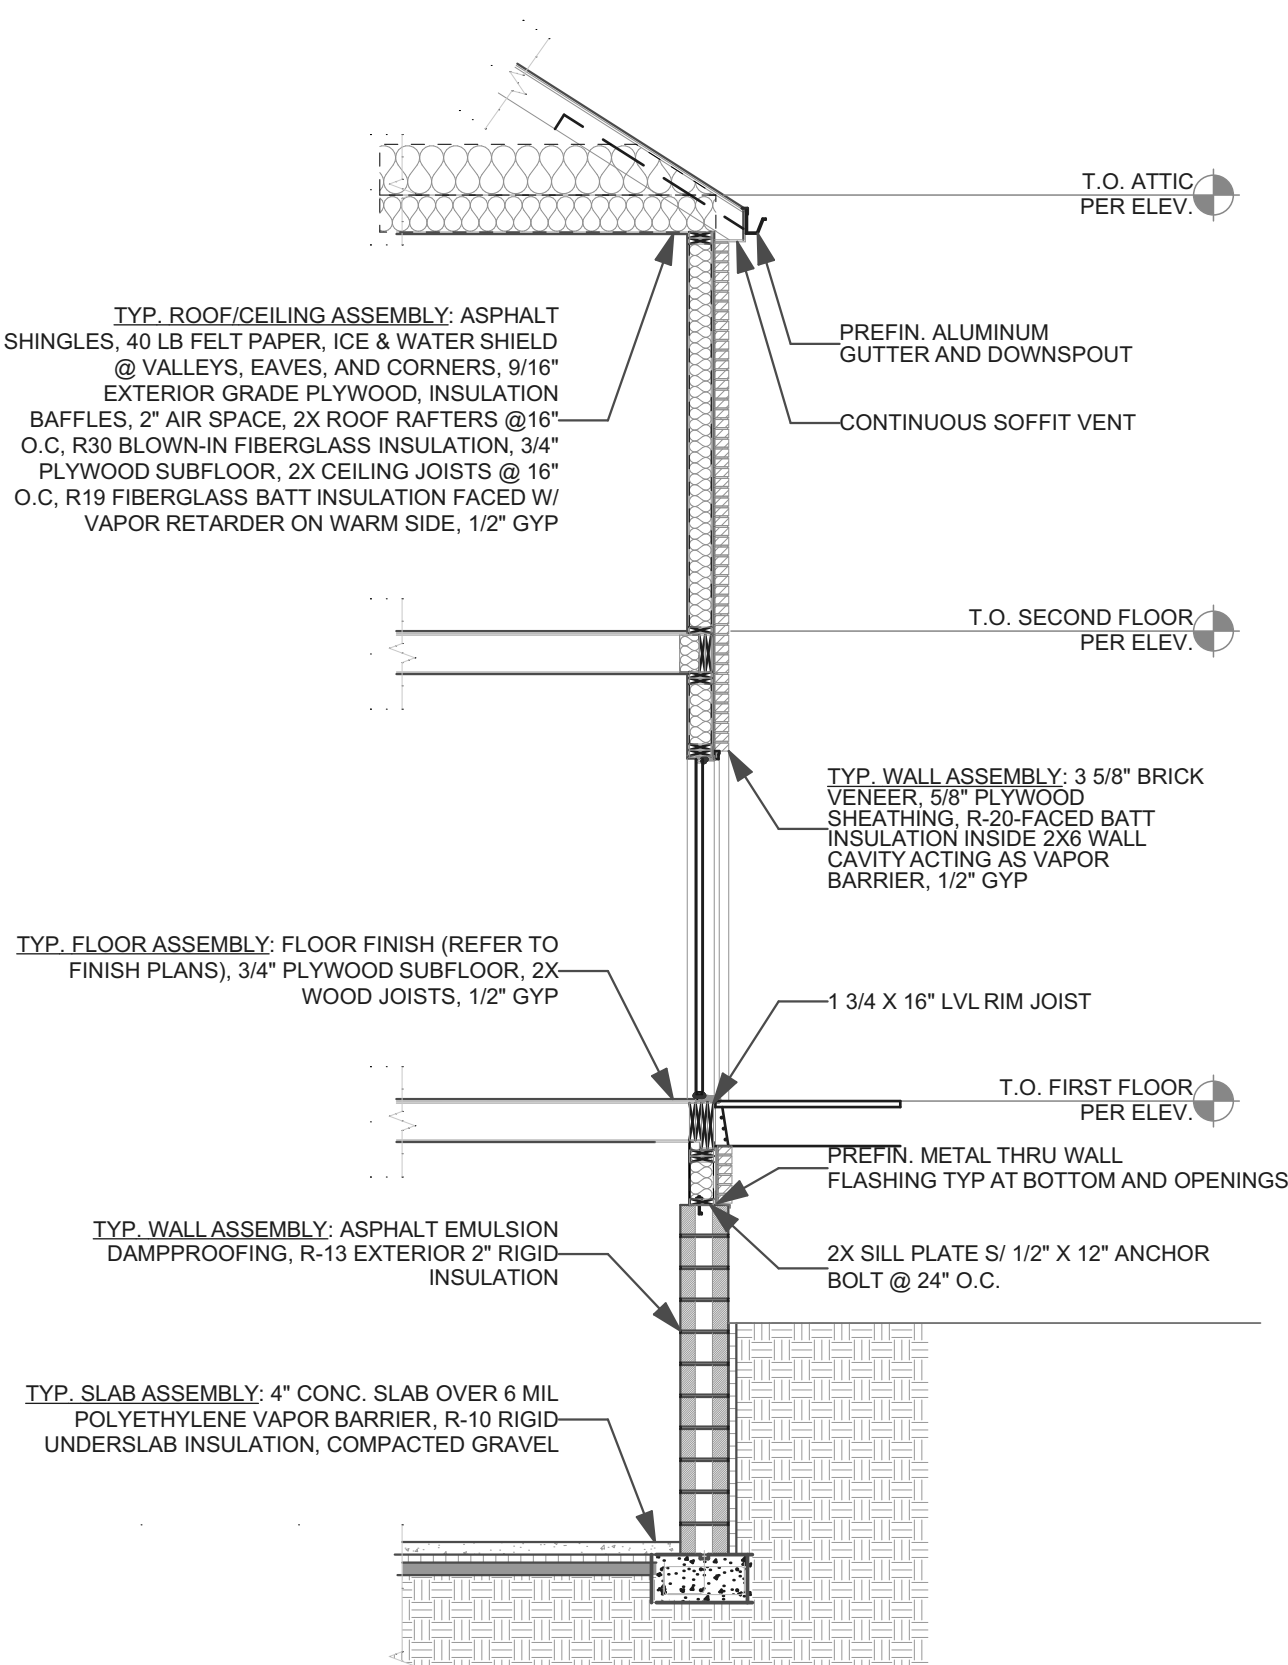 T.O. ATTIC
PER ELEV.
TYP. ROOF/CEILING ASSEMBLY: ASPHALT
SHINGLES, 40 LB FELT PAPER, ICE & WATER SHIELD
@ VALLEYS, EAVES, AND CORNERS, 9/16"
EXTERIOR GRADE PLYWOOD, INSULATION
BAFFLES, 2" AIR SPACE, 2X ROOF RAFTERS @16"
O.C, R30 BLOWN-IN FIBERGLASS INSULATION, 3/4"
PLYWOOD SUBFLOOR, 2X CEILING JOISTS @ 16"
O.C, R19 FIBERGLASS BATT INSULATION FACED W/
VAPOR RETARDER ON WARM SIDE, 1/2" GYP
PREFIN. ALUMINUM
GUTTER AND DOWNSPOUT
CONTINUOUS SOFFIT VENT
T.O. SECOND FLOOR
PER ELEV.
TYP. WALL ASSEMBLY: 3 5/8" BRICK
VENEER, 5/8" PLYWOOD
SHEATHING, R-20-FACED BATT
INSULATION INSIDE 2X6 WALL
CAVITY ACTING AS VAPOR
BARRIER, 1/2" GYP
TYP. FLOOR ASSEMBLY: FLOOR FINISH (REFER TO
FINISH PLANS), 3/4" PLYWOOD SUBFLOOR, 2X
WOOD JOISTS, 1/2" GYP
1 3/4 X 16" LVL RIM JOIST
T.O. FIRST FLOOR
PER ELEV.
PREFIN. METAL THRU WALL
FLASHING TYP AT BOTTOM AND OPENINGS
TYP. WALL ASSEMBLY: ASPHALT EMULSION
DAMPPROOFING, R-13 EXTERIOR 2" RIGID
INSULATION
2X SILL PLATE S/ 1/2" X 12" ANCHOR
BOLT @ 24" O.C.
TYP. SLAB ASSEMBLY: 4" CONC. SLAB OVER 6 MIL
POLYETHYLENE VAPOR BARRIER, R-10 RIGID
UNDERSLAB INSULATION, COMPACTED GRAVEL